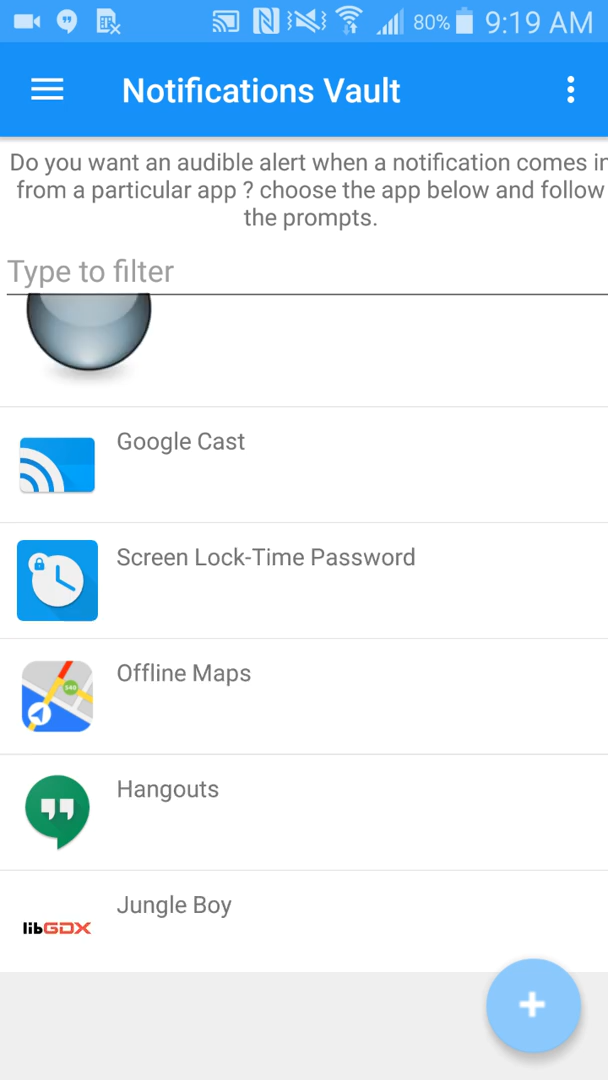 80% 9:19 AM
Notifications Vault
Do you want an audible alert when a notification comes in
from a particular app ? choose the app below and follow
the prompts.
Type to filter
Google Cast
Screen Lock-Time Password
Offline Maps
Hangouts
Jungle Boy
libGDX